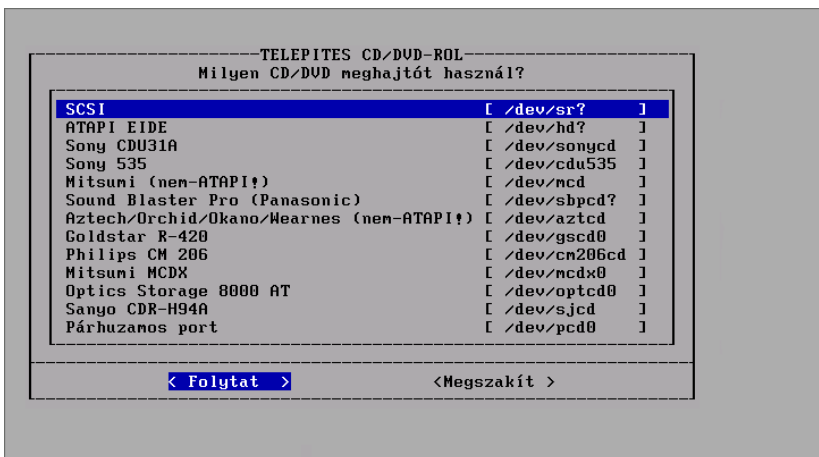 TELEPITES CD/DVD-ROL
Milyen CD/DVD meghajtót használ?
SCSI [ /dev/sr? ]
ATAPI EIDE [ /dev/hd? ]
Sony CDU31A [ /dev/sonycd ]
Sony 535 [ /dev/cdu535 ]
Mitsumi (nem-ATAPI!) [ /dev/mcd ]
Sound Blaster Pro (Panasonic) [ /dev/sbpcd? ]
Aztech/Orchid/Okano/Wearnes (nem-ATAPI!) [ /dev/aztcd ]
Goldstar R-420 [ /dev/gscd0 ]
Philips CM 206 [ /dev/cm206cd ]
Mitsumi MCDX [ /dev/mcdx0 ]
Optics Storage 8000 AT [ /dev/optcd0 ]
Sanyo CDR-H94A [ /dev/sjcd ]
Párhuzamos port [ /dev/pcd0 ]
< Folytat > <Megszakít >